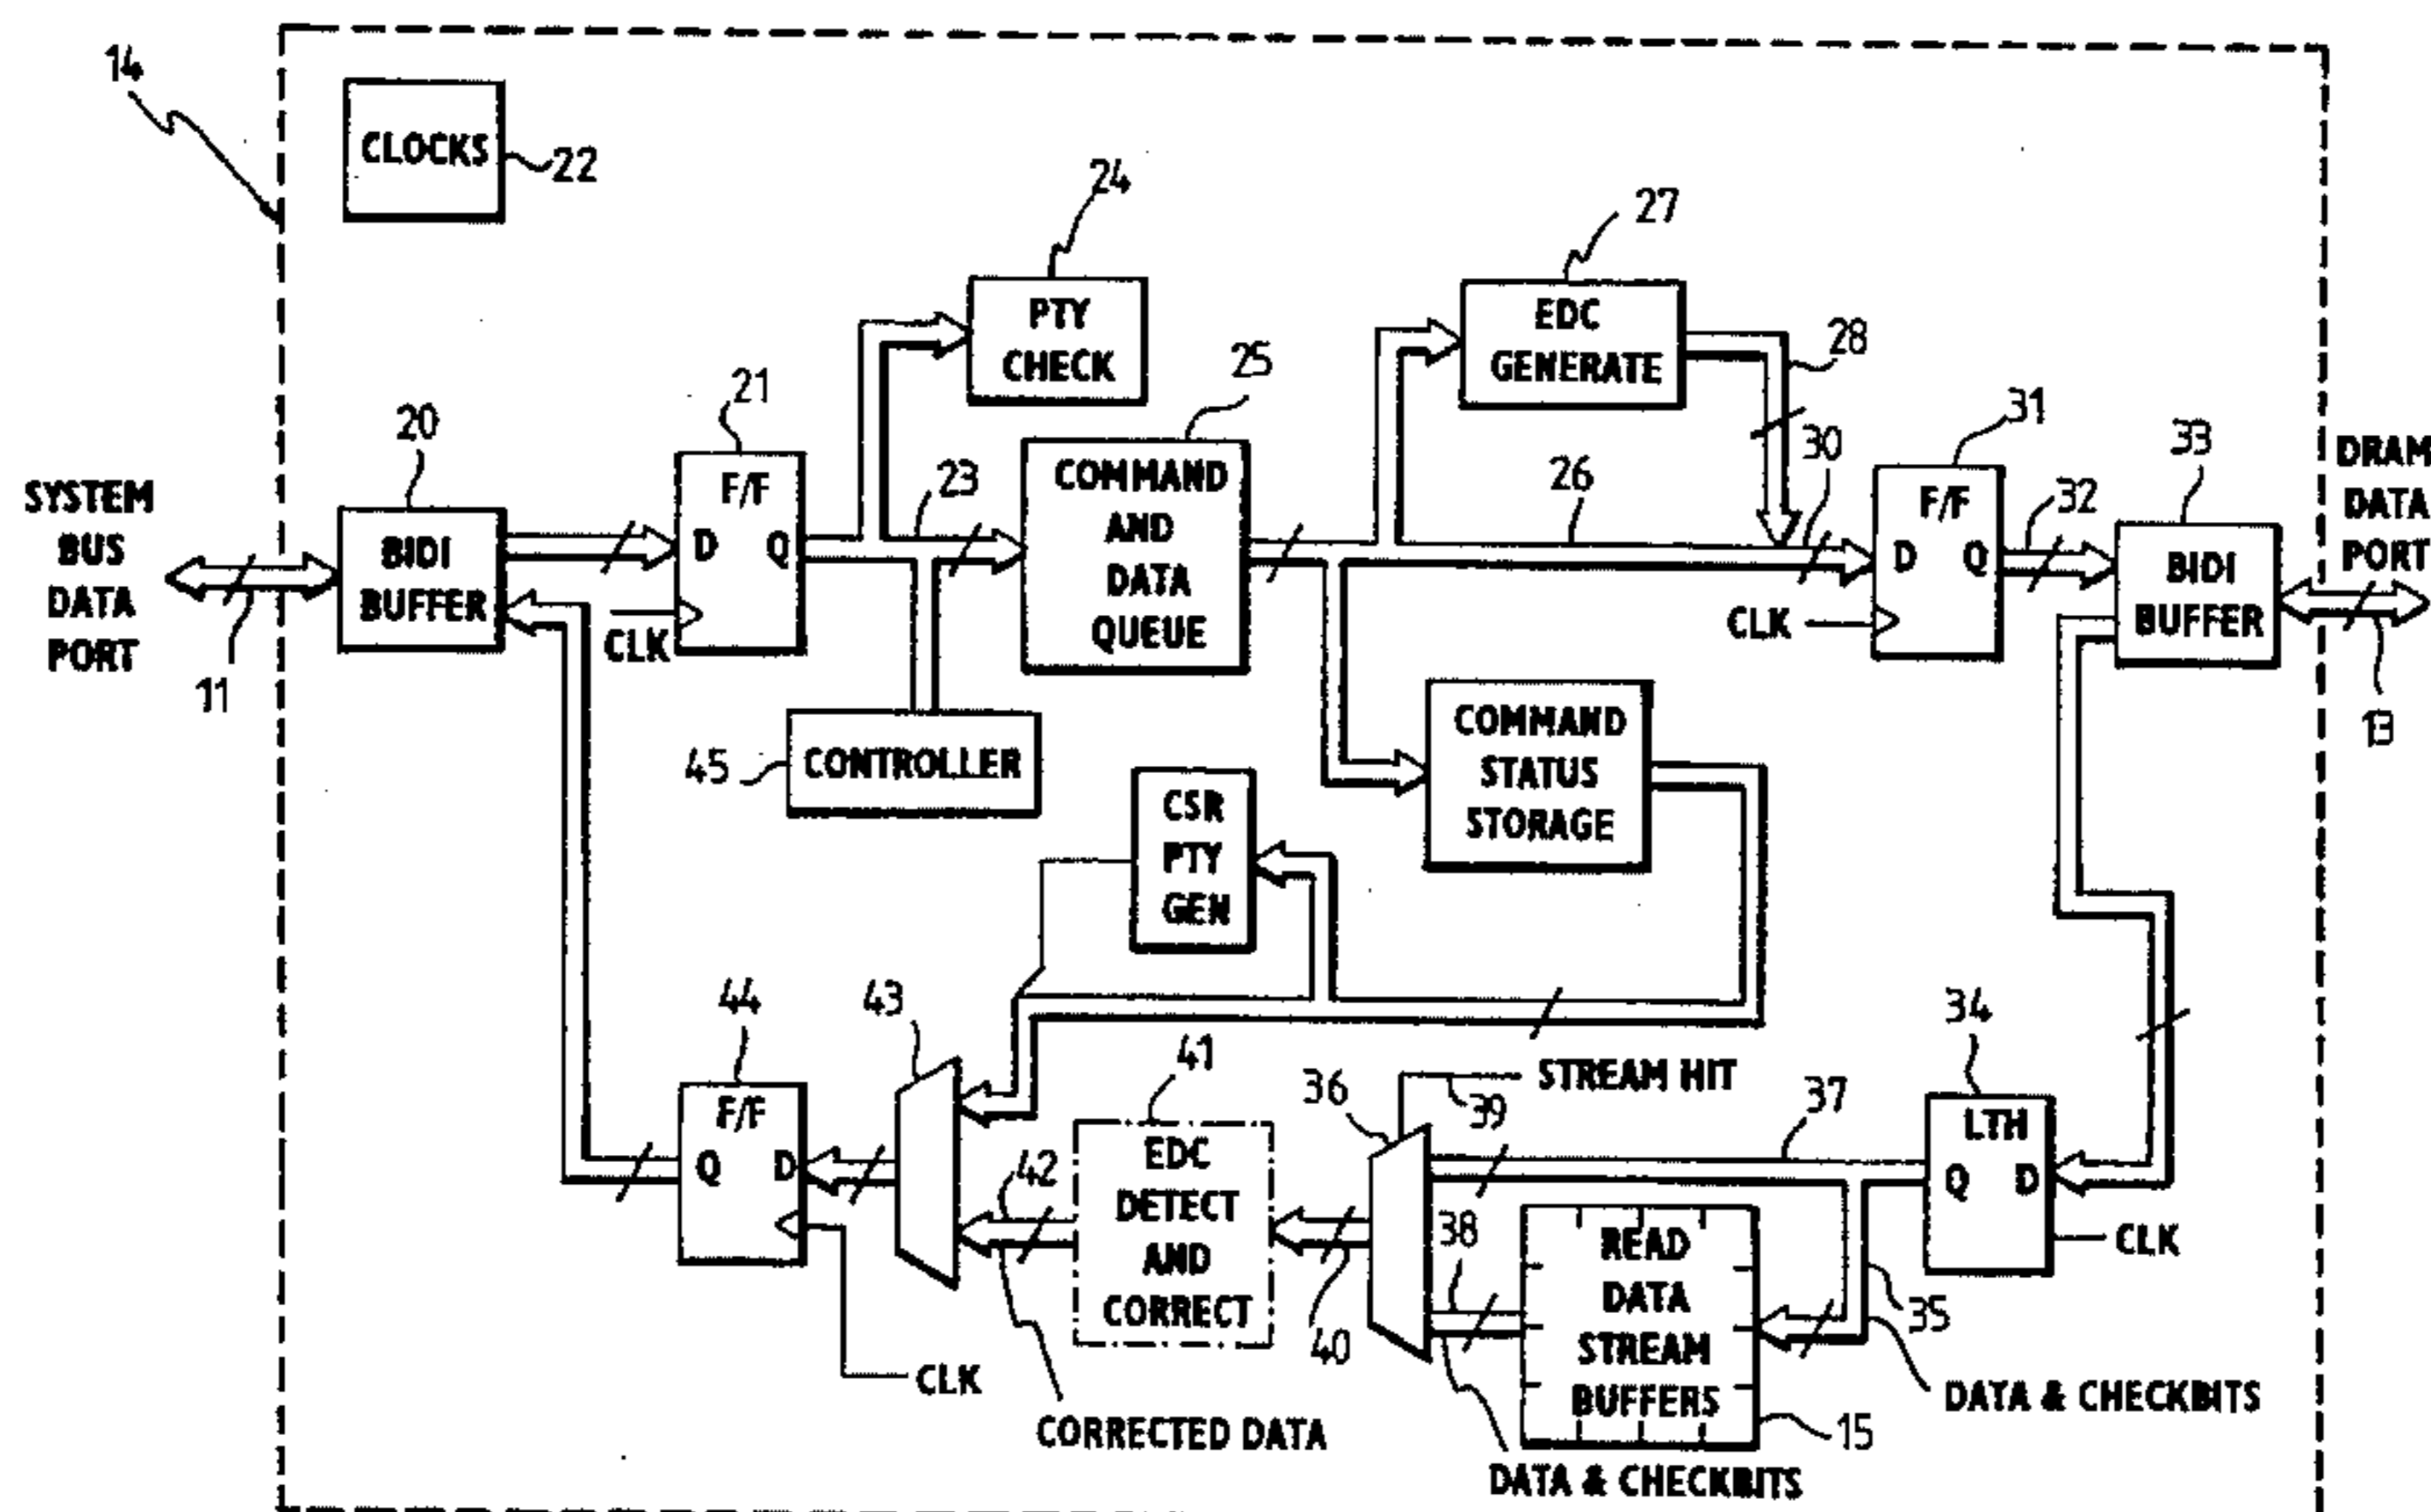 14
CLOCKS
22
24
27
PTY
CHECK
EDC
GENERATE
28
20
21
25
31
33
SYSTEM
BUS
DATA
PORT
BIDI
BUFFER
F/F
D
Q
CLK
23
COMMAND
AND
DATA
QUEUE
26
30
F/F
D
Q
CLK
32
BIDI
BUFFER
DRAM
DATA
PORT
11
13
45
CONTROLLER
COMMAND
STATUS
STORAGE
CSR
PTY
GEN
44
43
41
36
STREAM HIT
39
37
34
F/F
Q
D
CLK
42
EDC
DETECT
AND
CORRECT
40
38
READ
DATA
STREAM
BUFFERS
LTH
Q
D
CLK
35
CORRECTED DATA
DATA & CHECKBITS
15
DATA & CHECKBITS